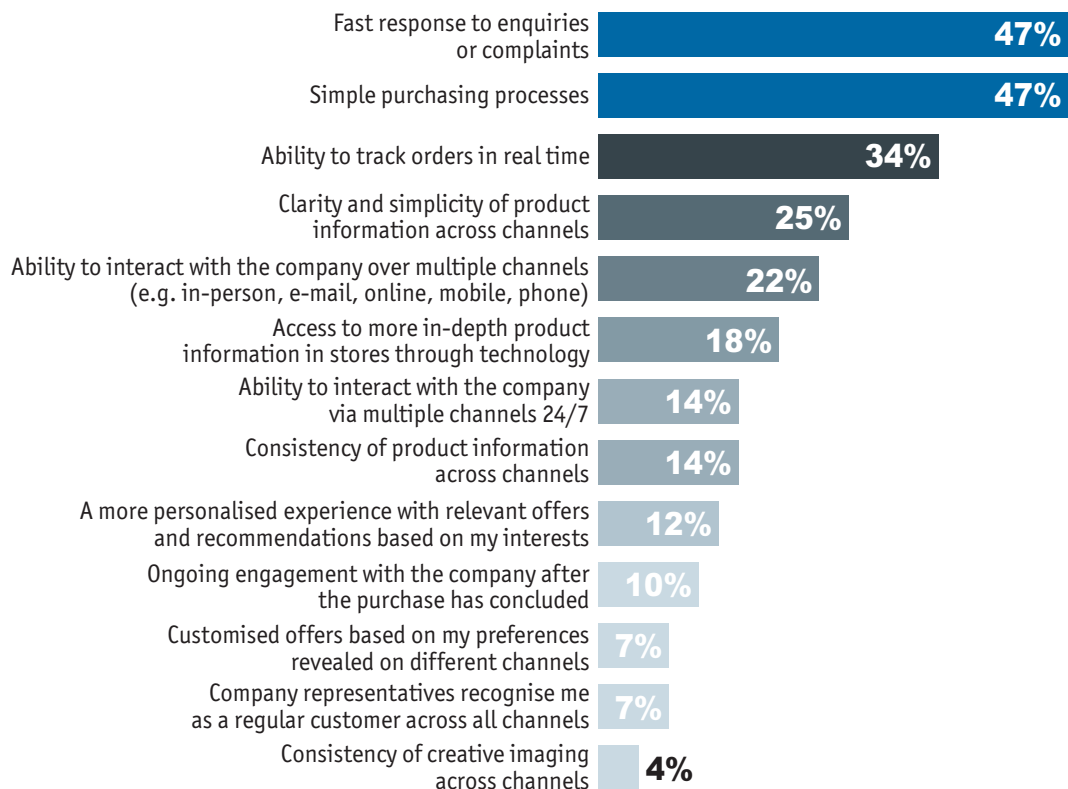 Fast response to enquiries
or complaints
47%
Simple purchasing processes
47%
Ability to track orders in real time
34%
Clarity and simplicity of product
information across channels
25%
Ability to interact with the company over multiple channels
(e.g. in-person, e-mail, online, mobile, phone)
22%
Access to more in-depth product
information in stores through technology
18%
Ability to interact with the company
via multiple channels 24/7
14%
Consistency of product information
across channels
14%
A more personalised experience with relevant offers
and recommendations based on my interests
12%
Ongoing engagement with the company after
the purchase has concluded
10%
Customised offers based on my preferences
revealed on different channels
7%
Company representatives recognise me
as a regular customer across all channels
7%
Consistency of creative imaging
across channels
4%